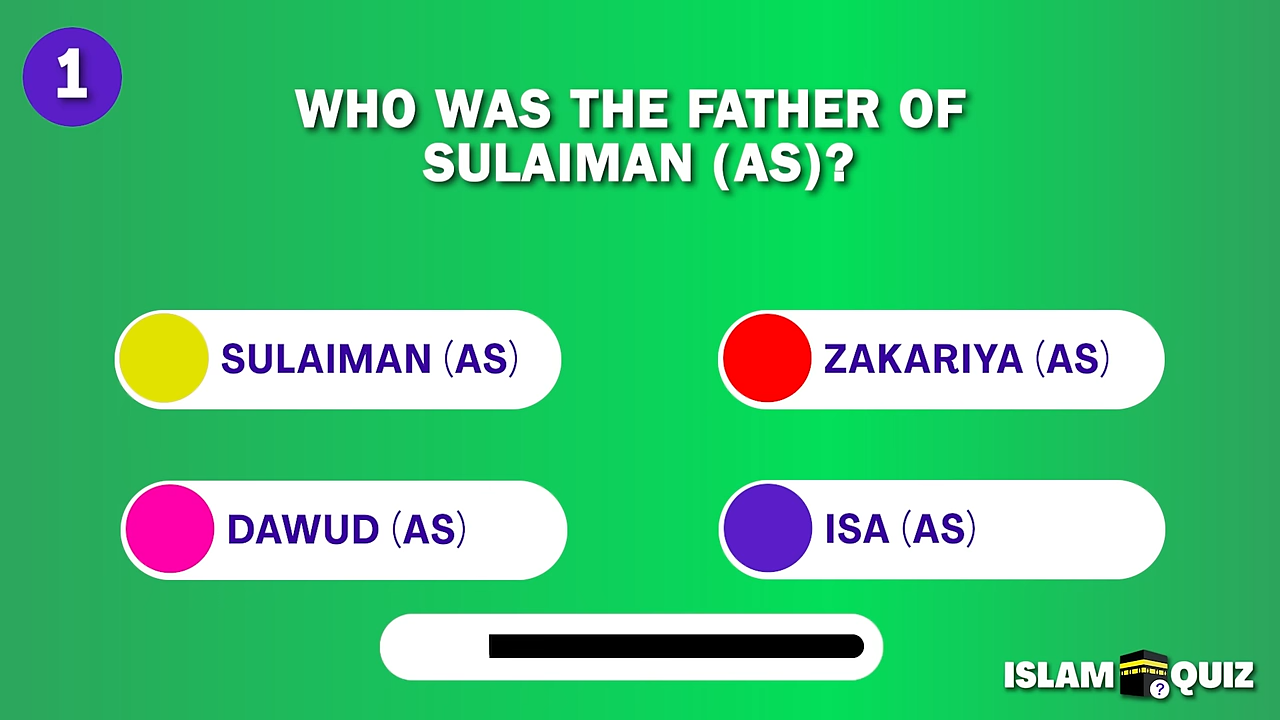 1
WHO WAS THE FATHER OF
SULAIMAN (AS)?
SULAIMAN (AS)
ZAKARIYA (AS)
DAWUD (AS)
ISA (AS)
ISLAM ? QUIZ